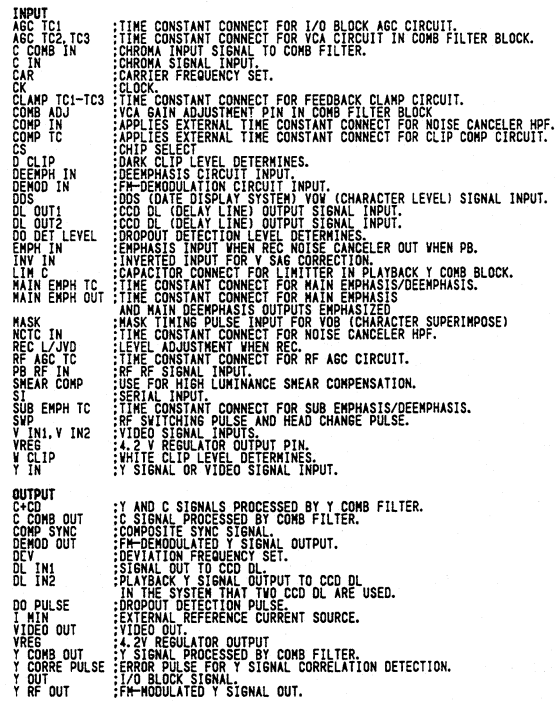 INPUT
AGC TC1 ;TIME CONSTANT CONNECT FOR I/O BLOCK AGC CIRCUIT.
AGC TC2,TC3 ;TIME CONSTANT CONNECT FOR VCA CIRCUIT IN COMB FILTER BLOCK.
C COMB IN ;CHROMA INPUT SIGNAL TO COMB FILTER.
C IN ;CHROMA SIGNAL INPUT.
CAR ;CARRIER FREQUENCY SET.
CK ;CLOCK.
CLAMP TC1-TC3 ;TIME CONSTANT CONNECT FOR FEEDBACK CLAMP CIRCUIT.
COMB ADJ ;VCA GAIN ADJUSTMENT PIN IN COMB FILTER BLOCK
COMP IN ;APPLIES EXTERNAL TIME CONSTANT CONNECT FOR NOISE CANCELER HPF.
COMP TC ;APPLIES EXTERNAL TIME CONSTANT CONNECT FOR CLIP COMP CIRCUIT.
CS ;CHIP SELECT
D CLIP ;DARK CLIP LEVEL DETERMINES.
DEEMPH IN ;DEEMPHASIS CIRCUIT INPUT.
DEMOD IN ;FM-DEMODULATION CIRCUIT INPUT.
DDS ;DDS (DATE DISPLAY SYSTEM) VOW (CHARACTER LEVEL) SIGNAL INPUT.
DL OUT1 ;CCD DL (DELAY LINE) OUTPUT SIGNAL INPUT.
DL OUT2 ;CCD DL (DELAY LINE) OUTPUT SIGNAL INPUT.
DO DET LEVEL ;DROPOUT DETECTION LEVEL DETERMINES.
EMPH IN ;EMPHASIS INPUT WHEN REC NOISE CANCELER OUT WHEN PB.
INV IN ;INVERTED INPUT FOR V SAG CORRECTION.
LIM C ;CAPACITOR CONNECT FOR LIMITTER IN PLAYBACK Y COMB BLOCK.
MAIN EMPH TC ;TIME CONSTANT CONNECT FOR MAIN EMPHASIS/DEEMPHASIS.
MAIN EMPH OUT ;TIME CONSTANT CONNECT FOR MAIN EMPHASIS
AND MAIN DEEMPHASIS OUTPUTS EMPHASIZED
MASK ;MASK TIMING PULSE INPUT FOR VOB (CHARACTER SUPERIMPOSE)
NCTC IN ;TIME CONSTANT CONNECT FOR NOISE CANCELER HPF.
REC L/JVD ;LEVEL ADJUSTMENT WHEN REC.
RF AGC TC ;TIME CONSTANT CONNECT FOR RF AGC CIRCUIT.
PB RF IN ;RF RF SIGNAL INPUT.
SMEAR COMP ;USE FOR HIGH LUMINANCE SMEAR COMPENSATION.
SI ;SERIAL INPUT.
SUB EMPH TC ;TIME CONSTANT CONNECT FOR SUB EMPHASIS/DEEMPHASIS.
SWP ;RF SWITCHING PULSE AND HEAD CHANGE PULSE.
V IN1,V IN2 ;VIDEO SIGNAL INPUTS.
VREG ;4.2 V REGULATOR OUTPUT PIN.
W CLIP ;WHITE CLIP LEVEL DETERMINES.
Y IN ;Y SIGNAL OR VIDEO SIGNAL INPUT.
OUTPUT
C+CD ;Y AND C SIGNALS PROCESSED BY Y COMB FILTER.
C COMB OUT ;C SIGNAL PROCESSED BY COMB FILTER.
COMP SYNC ;COMPOSITE SYNC SIGNAL.
DEMOD OUT ;FM-DEMODULATED Y SIGNAL OUTPUT.
DEV ;DEVIATION FREQUENCY SET.
DL IN1 ;SIGNAL OUT TO CCD DL.
DL IN2 ;PLAYBACK Y SIGNAL OUTPUT TO CCD DL
IN THE SYSTEM THAT TWO CCD DL ARE USED.
DO PULSE ;DROPOUT DETECTION PULSE.
I MIN ;EXTERNAL REFERENCE CURRENT SOURCE.
VIDEO OUT ;VIDEO OUT.
VREG ;4.2V REGULATOR OUTPUT
Y COMB OUT ;Y SIGNAL PROCESSED BY COMB FILTER.
Y CORRE PULSE ;ERROR PULSE FOR Y SIGNAL CORRELATION DETECTION.
Y OUT ;I/O BLOCK SIGNAL.
Y RF OUT ;FM-MODULATED Y SIGNAL OUT.